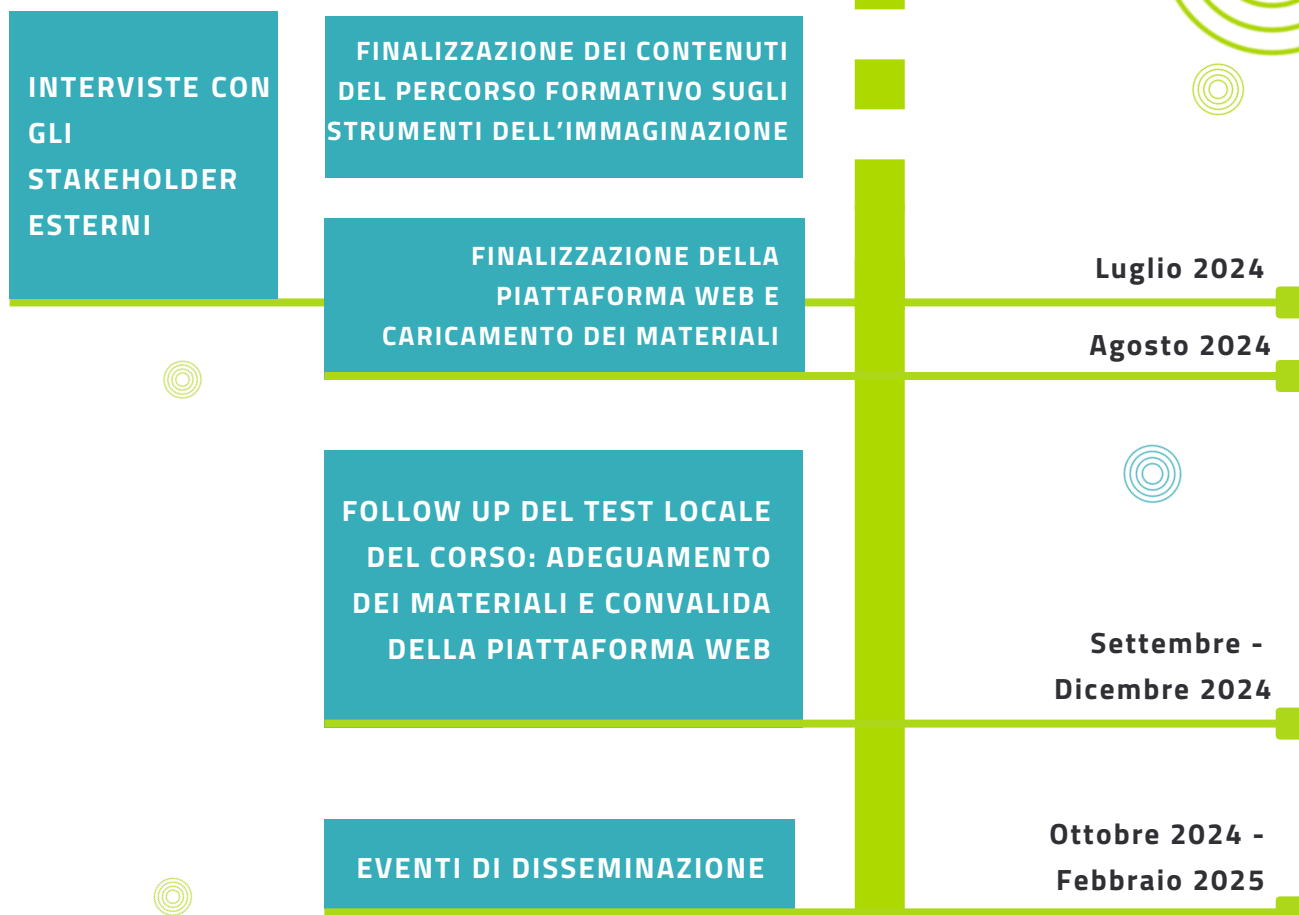 INTERVISTE CON
GLI
STAKEHOLDER
ESTERNI
FINALIZZAZIONE DEI CONTENUTI
DEL PERCORSO FORMATIVO SUGLI
STRUMENTI DELL'IMMAGINAZIONE
FINALIZZAZIONE DELLA
PIATTAFORMA WEB E
CARICAMENTO DEI MATERIALI
Luglio 2024
Agosto 2024
FOLLOW UP DEL TEST LOCALE
DEL CORSO: ADEGUAMENTO
DEI MATERIALI E CONVALIDA
DELLA PIATTAFORMA WEB
Settembre -
Dicembre 2024
EVENTI DI DISSEMINAZIONE
Ottobre 2024 -
Febbraio 2025